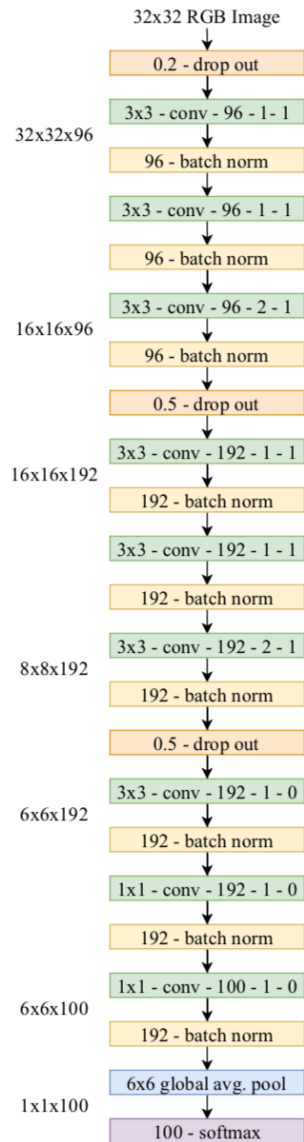 32x32 RGB Image
0.2 - drop out
3x3 - conv - 96 - 1- 1
32x32x96
96 - batch norm
3x3 - conv - 96 - 1 - 1
96 - batch norm
3x3 - conv - 96 - 2 - 1
16x16x96
96 - batch norm
0.5 - drop out
3x3 - conv - 192 - 1 - 1
16x16x192
192 - batch norm
3x3 - conv - 192 - 1 - 1
192 - batch norm
3x3 - conv - 192 - 2 - 1
8x8x192
192 - batch norm
0.5 - drop out
3x3 - conv - 192 - 1 - 0
6x6x192
192 - batch norm
1x1 - conv - 192 - 1 - 0
192 - batch norm
1x1 - conv - 100 - 1 - 0
6x6x100
192 - batch norm
6x6 global avg. pool
1x1x100
100 - softmax